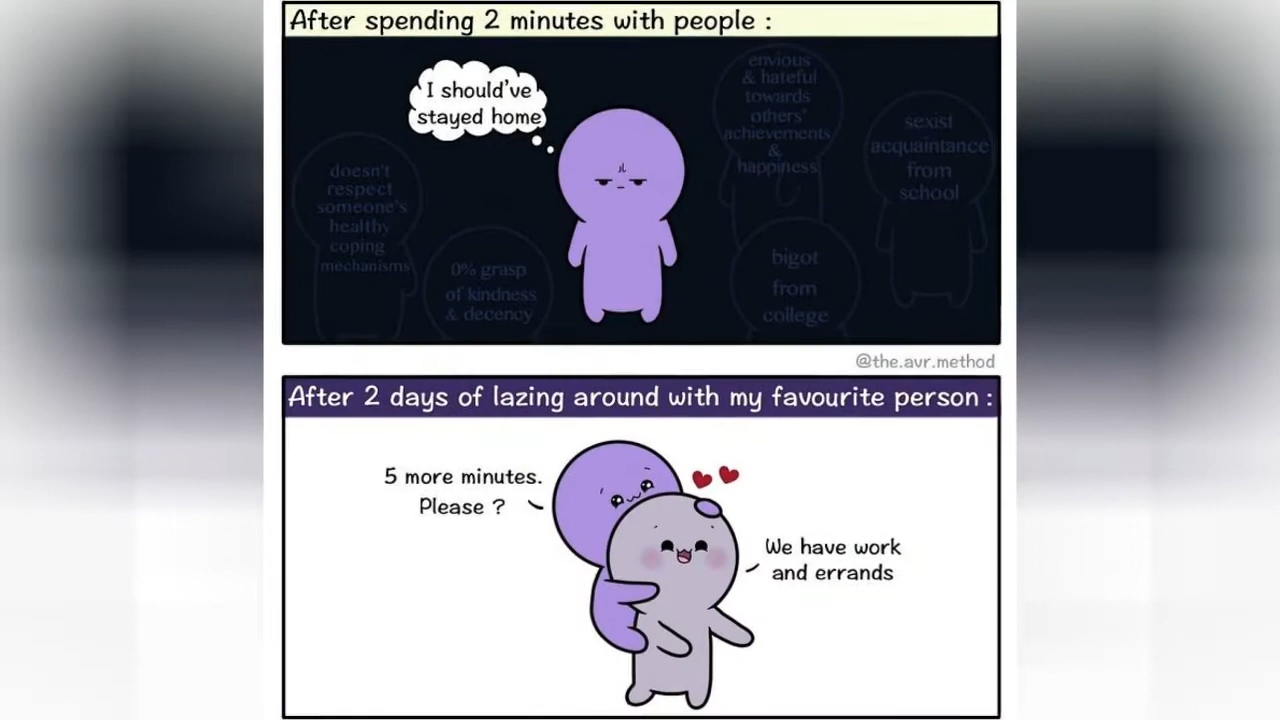 After spending 2 minutes with people :
I should've
stayed home
envious
& hateful
towards
others'
achievements
&
happiness
sexist
acquaintance
from
school
doesn't
respect
someone's
healthy
coping
mechanisms
0% grasp
of kindness
& decency
bigot
from
college
@the.avr.method
After 2 days of lazing around with my favourite person :
5 more minutes.
Please ?
We have work
and errands